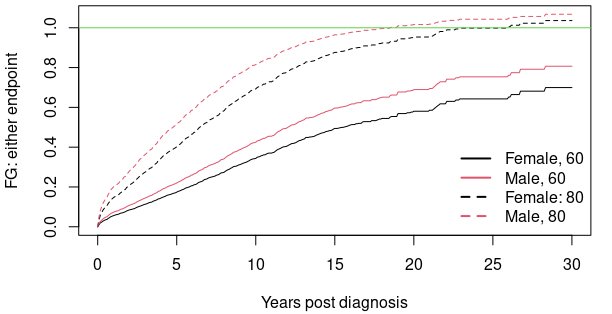 FG: either endpoint
1.0
0.8
0.6
0.4
0.2
0.0
Female, 60
Male, 60
Female: 80
Male, 80
0 5 10 15 20 25 30
Years post diagnosis